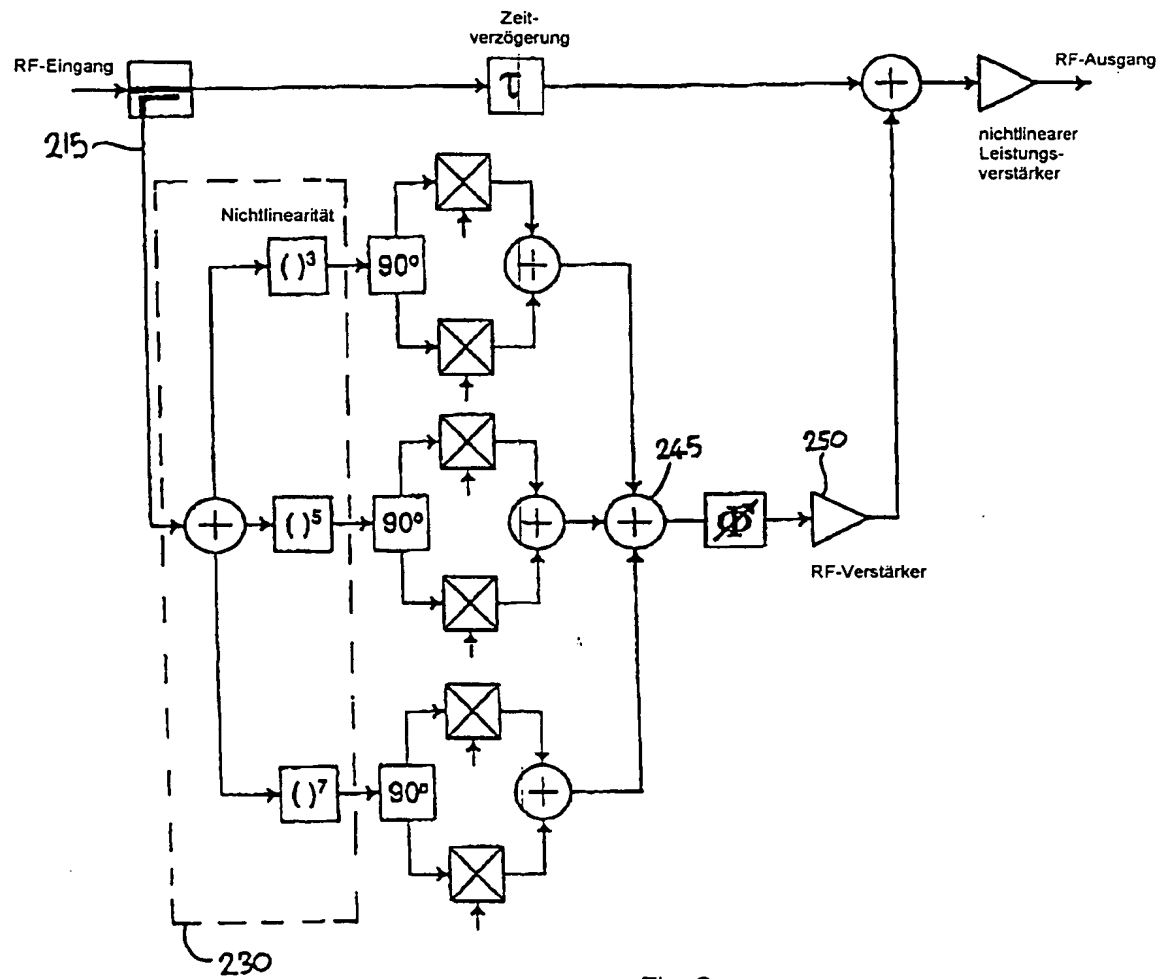 Zeit-
verzögerung
RF-Eingang
τ
RF-Ausgang
215
nichtlinearer
Leistungs-
verstärker
Nichtlinearität
( )³
90°
245
250
( )⁵
90°
Φ
RF-Verstärker
( )⁷
90°
230